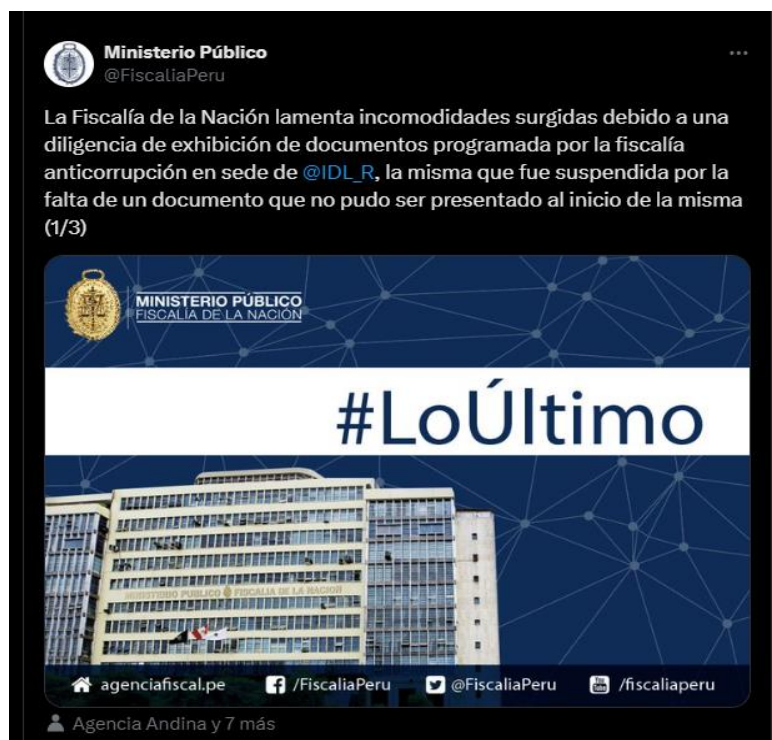 Ministerio Público
@FiscaliaPeru
La Fiscalía de la Nación lamenta incomodidades surgidas debido a una
diligencia de exhibición de documentos programada por la fiscalía
anticorrupción en sede de @IDL_R, la misma que fue suspendida por la
falta de un documento que no pudo ser presentado al inicio de la misma
(1/3)
MINISTERIO PÚBLICO
FISCALÍA DE LA NACIÓN
#LoÚltimo
MINISTERIO PUBLICO FISCALIA DE LA NACION
agenciafiscal.pe /FiscaliaPeru @FiscaliaPeru You Tube /fiscaliaperu
Agencia Andina y 7 más